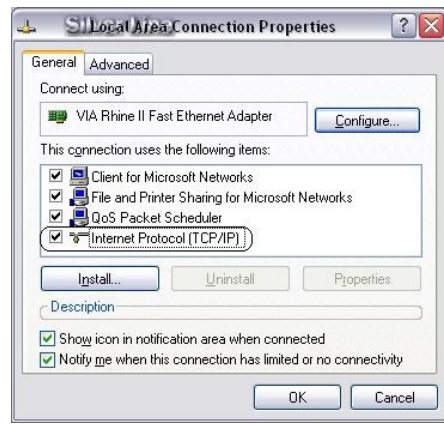 Local Area Connection Properties
General Advanced
Connect using:
VIA Rhine II Fast Ethernet Adapter Configure...
This connection uses the following items:
Client for Microsoft Networks
File and Printer Sharing for Microsoft Networks
QoS Packet Scheduler
Internet Protocol (TCP/IP)
Install... Uninstall Properties
Description
Show icon in notification area when connected
Notify me when this connection has limited or no connectivity
OK Cancel